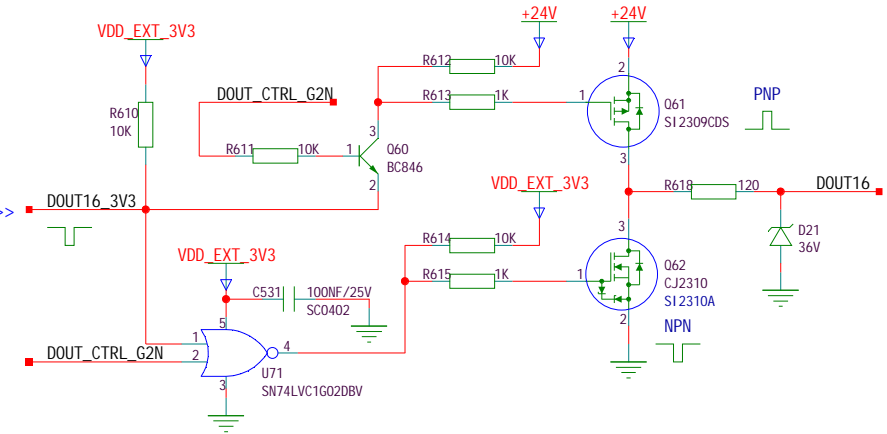 +24V
+24V
VDD_EXT_3V3
R612
10K
2
DOUT_CTRL_G2N
R613
1K
1
Q61
SI2309CDS
PNP
R610
10K
3
R611
10K
1
Q60
BC846
3
2
VDD_EXT_3V3
R618
120
DOUT16
>>
DOUT16_3V3
3
D21
36V
VDD_EXT_3V3
R614
10K
C531
100NF/25V
SC0402
R615
1K
1
Q62
CJ2310
SI2310A
2
NPN
5
1
DOUT_CTRL_G2N
2
4
3
U71
SN74LVC1G02DBV